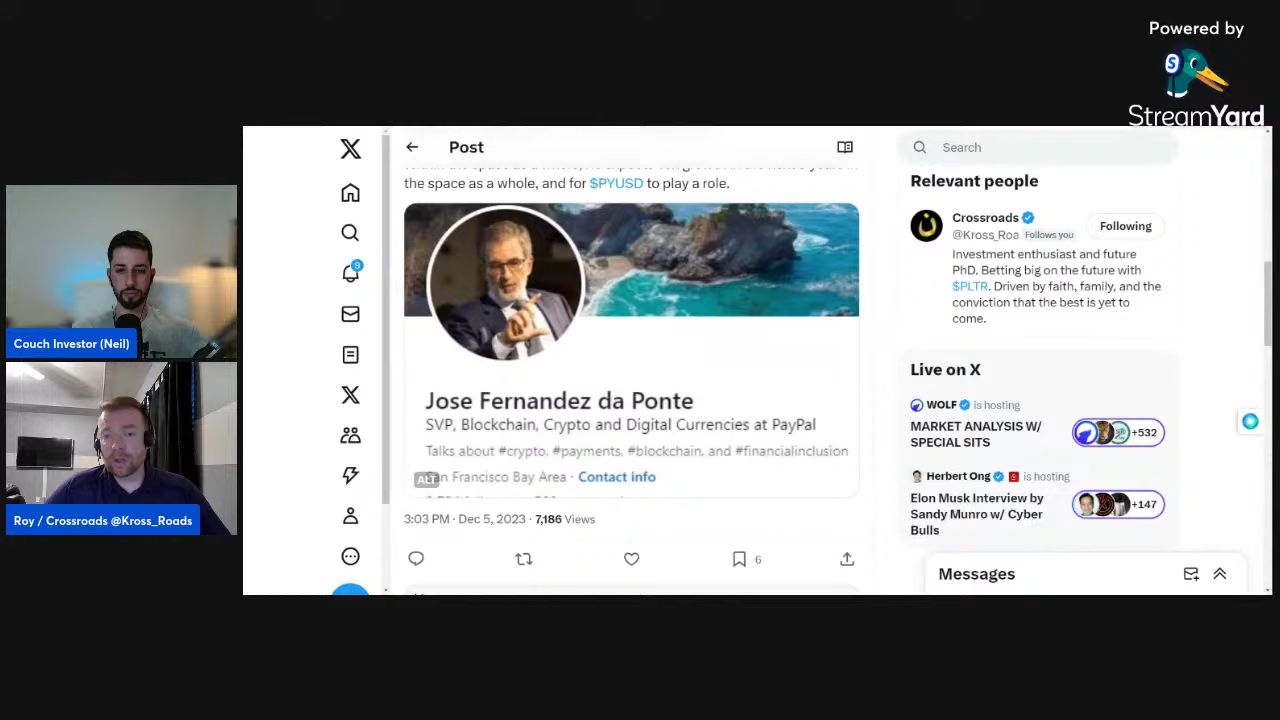 Powered by
StreamYard
Couch Investor (Neil)
Roy / Crossroads @Kross_Roads
9
Post
the space as a whole, and for $PYUSD to play a role.
Jose Fernandez da Ponte
SVP, Blockchain, Crypto and Digital Currencies at PayPal
Talks about #crypto, #payments, #blockchain, and #financialinclusion
San Francisco Bay Area · Contact info
ALT
3:03 PM · Dec 5, 2023 · 7,186 Views
6
Search
Relevant people
Crossroads
@Kross_Roa Follows you
Following
Investment enthusiast and future
PhD. Betting big on the future with
$PLTR. Driven by faith, family, and the
conviction that the best is yet to
come.
Live on X
WOLF is hosting
MARKET ANALYSIS W/
SPECIAL SITS
+532
Herbert Ong is hosting
Elon Musk Interview by
Sandy Munro w/ Cyber
Bulls
+147
Messages